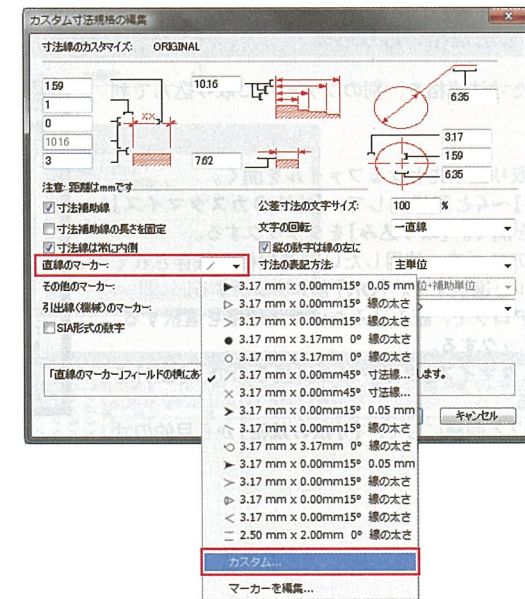 カスタム寸法規格の編集
寸法線のカスタマイズ: ORIGINAL
1.59
1
0
10.16
3
XX
10.16
7.62
6.35
3.17
1.59
6.35
注意: 距離はmmです
寸法補助線
寸法補助線の長さを固定
寸法線は常に内側
直線のマーカー:
その他のマーカー:
引出線(機械)のマーカー:
SIA形式の数字
公差寸法の文字サイズ: 100 %
文字の回転: 一直線
縦の数字は線の左に
寸法の表記方法: 主単位
位+補助単位
「直線のマーカー」フィールドの横にあ
します。
キャンセル
3.17 mm x 0.00mm15° 0.05 mm
3.17 mm x 0.00mm15° 線の太さ
3.17 mm x 0.00mm15° 線の太さ
3.17 mm x 3.17mm 0° 線の太さ
3.17 mm x 3.17mm 0° 線の太さ
3.17 mm x 0.00mm45° 寸法線...
3.17 mm x 0.00mm45° 寸法線...
3.17 mm x 0.00mm15° 0.05 mm
3.17 mm x 0.00mm15° 線の太さ
3.17 mm x 3.17mm 0° 線の太さ
3.17 mm x 0.00mm15° 0.05 mm
3.17 mm x 0.00mm15° 線の太さ
3.17 mm x 0.00mm15° 線の太さ
3.17 mm x 0.00mm15° 線の太さ
2.50 mm x 2.00mm 0° 線の太さ
カスタム...
マーカーを編集...